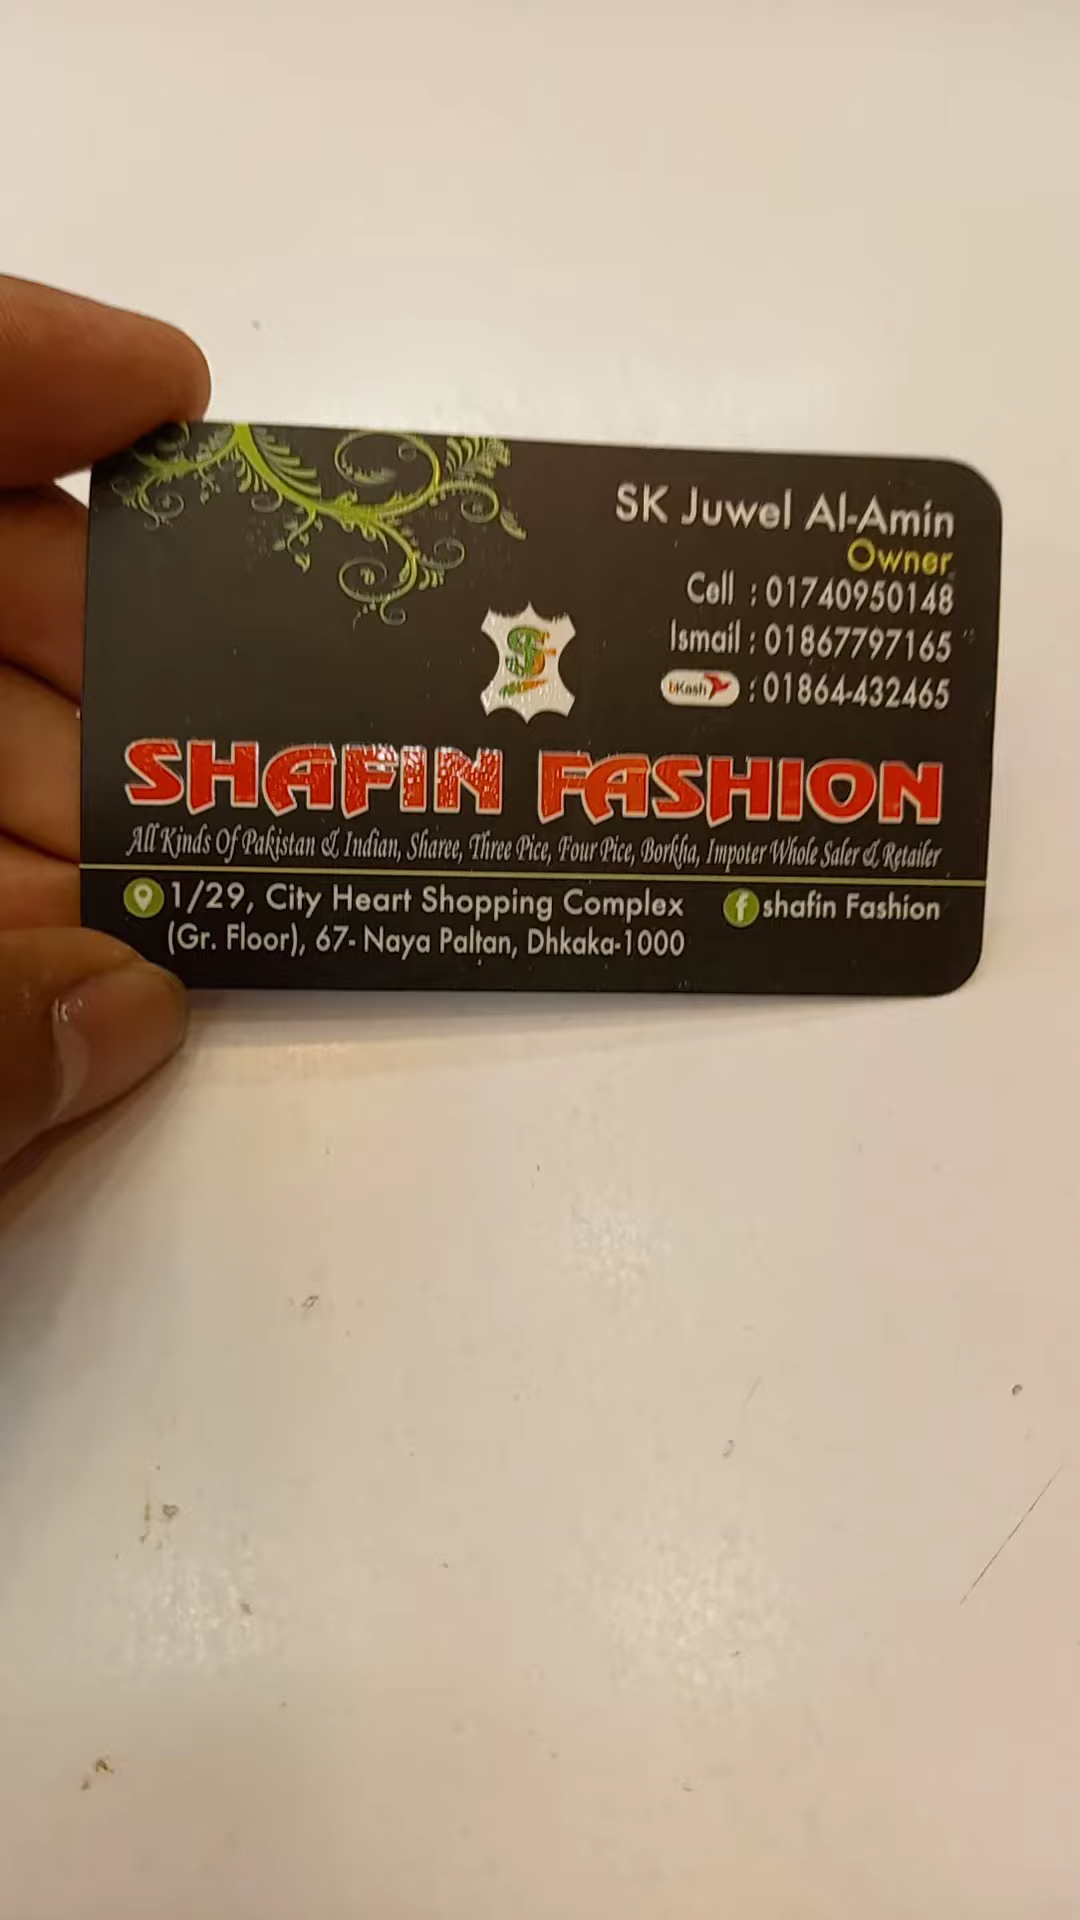 SK Juwel Al-Amin
Owner
Cell : 01740950148
Ismail : 01867797165
bKash : 01864-432465
SF
SHAFIN FASHION
All Kinds Of Pakistan & Indian, Sharee, Three Pice, Four Pice, Borkha, Impoter Whole Saler & Retailer
1/29, City Heart Shopping Complex
(Gr. Floor), 67- Naya Paltan, Dhkaka-1000
f shafin Fashion